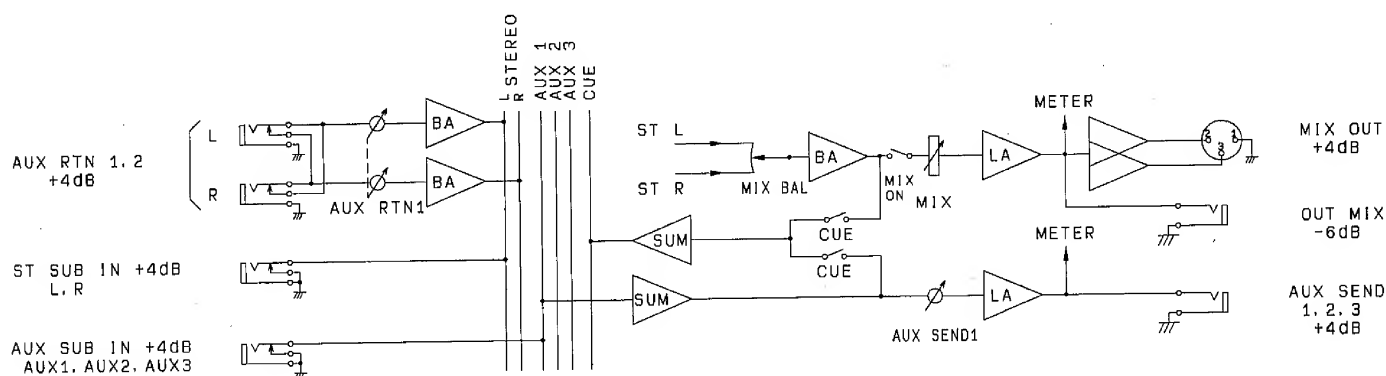 AUX RTN 1, 2
+4dB
L
R
AUX RTN1
BA
BA
ST SUB IN +4dB
L, R
AUX SUB IN +4dB
AUX1, AUX2, AUX3
L STEREO
R
AUX 1
AUX 2
AUX 3
CUE
ST L
ST R
MIX BAL
BA
MIX
ON
MIX
LA
METER
2
1
3
MIX OUT
+4dB
SUM
CUE
CUE
OUT MIX
-6dB
SUM
AUX SEND1
LA
METER
AUX SEND
1, 2, 3
+4dB